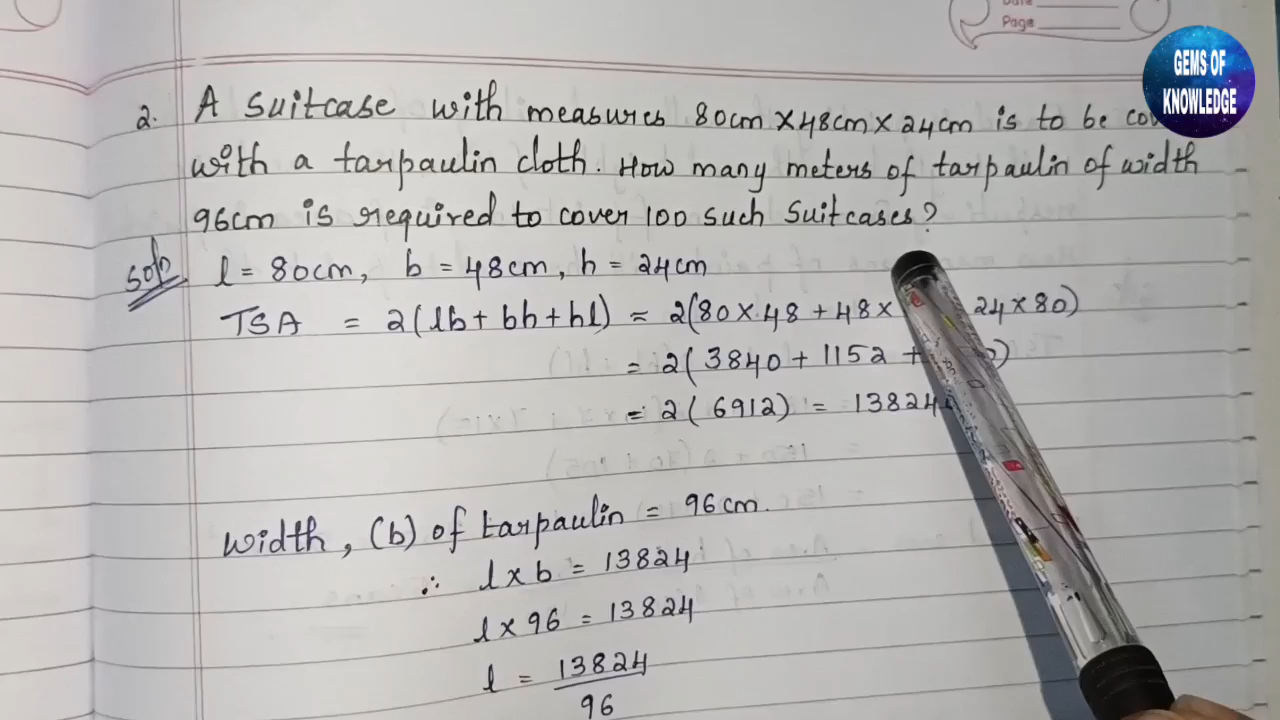 Date
Page
GEMS OF
KNOWLEDGE
2. A suitcase with measures 80cm x 48cm x 24cm is to be
with a tarpaulin cloth. How many meters of tarpaulin of width
96cm is required to cover 100 such suitcases?
Soln l = 80cm, b = 48cm, h = 24cm
TSA = 2(lb + bh + hl) = 2(80 x 48 + 48 x 24 x 80)
= 2(3840 + 1152 +
= 2(6912) = 13824
width, (b) of tarpaulin = 96cm.
∴ l x b = 13824
l x 96 = 13824
l = 13824
96